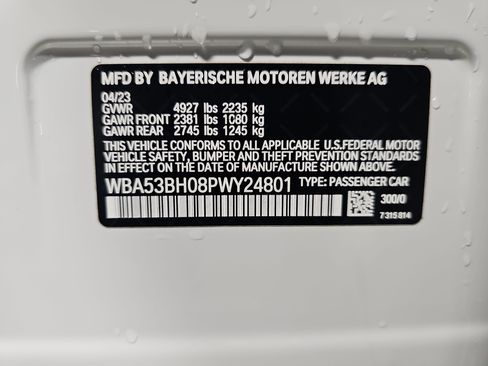 MFD BY BAYERISCHE MOTOREN WERKE AG
04/23
GVWR 4927 lbs 2235 kg
GAWR FRONT 2381 lbs 1080 kg
GAWR REAR 2745 lbs 1245 kg
THIS VEHICLE CONFORMS TO ALL APPLICABLE U.S.FEDERAL MOTOR
VEHICLE SAFETY, BUMPER, AND THEFT PREVENTION
STANDARDS IN EFFECT ON THE DATE OF MANUFACTURE SHOWN ABOVE.
WBA53BH08PWY24801 TYPE: PASSENGER CAR
300/0
7315814